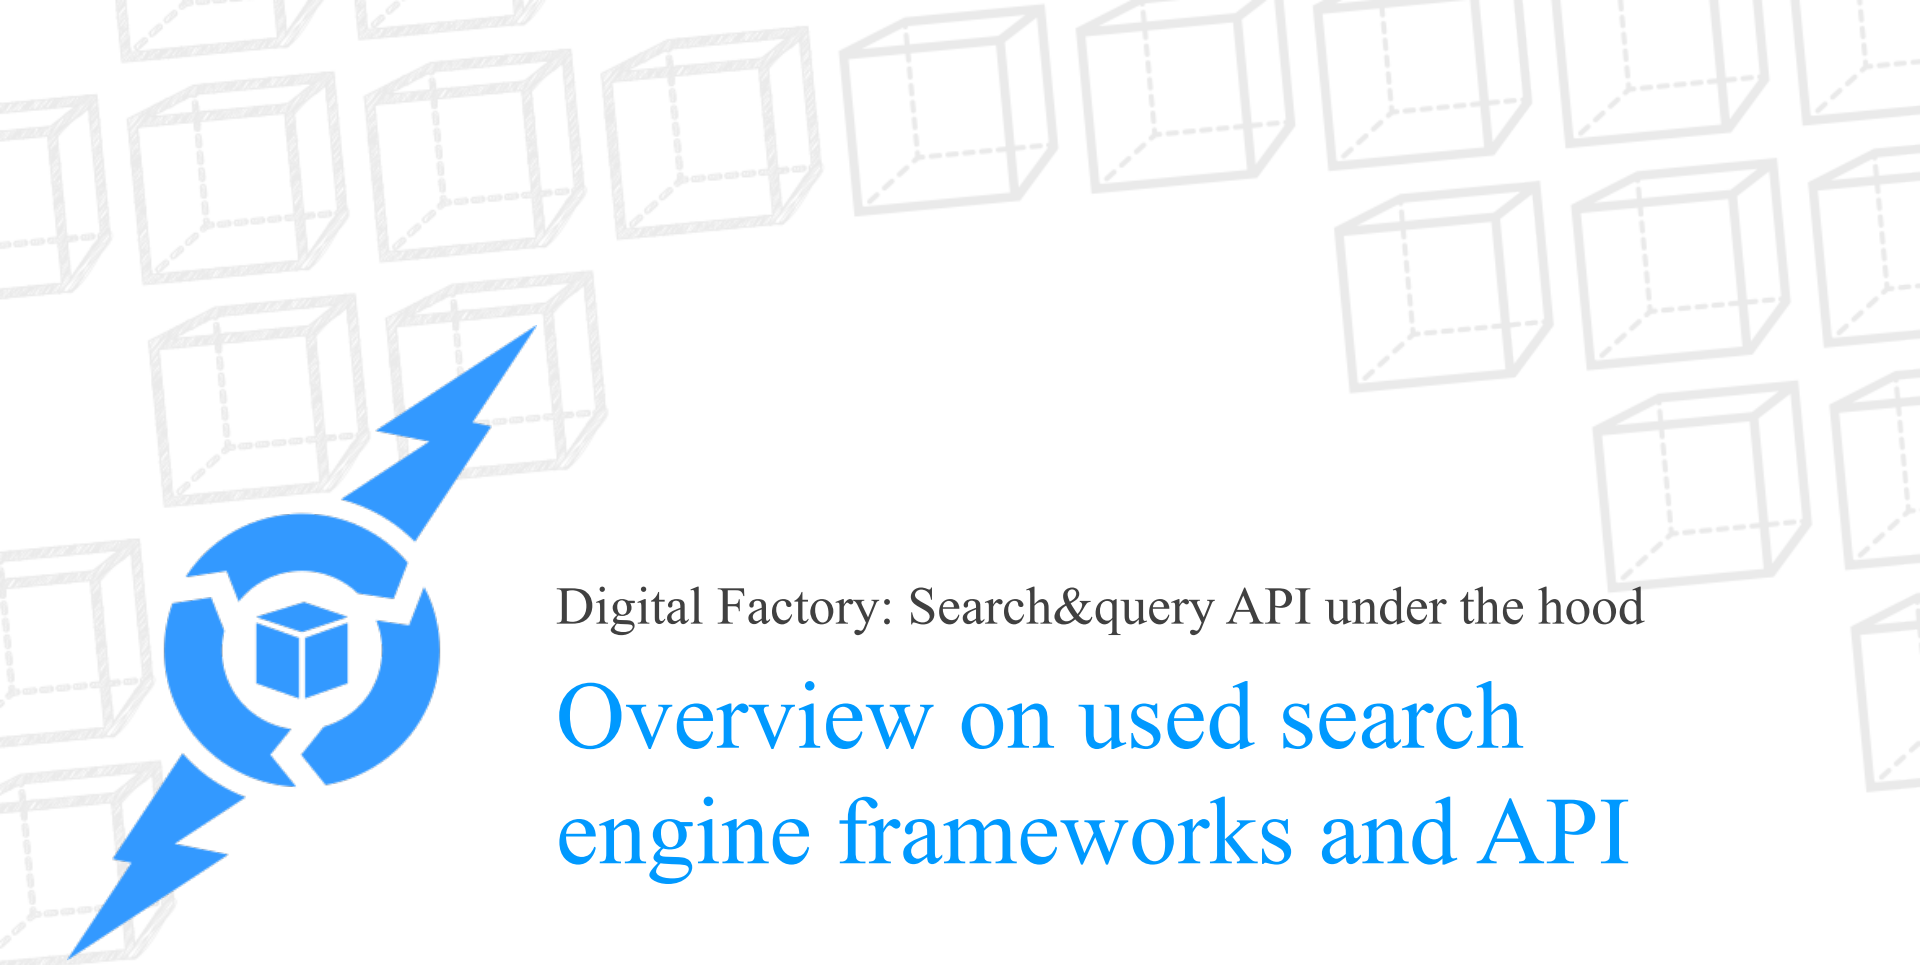 Digital Factory: Search&query API under the hood
Overview on used search
engine frameworks and API